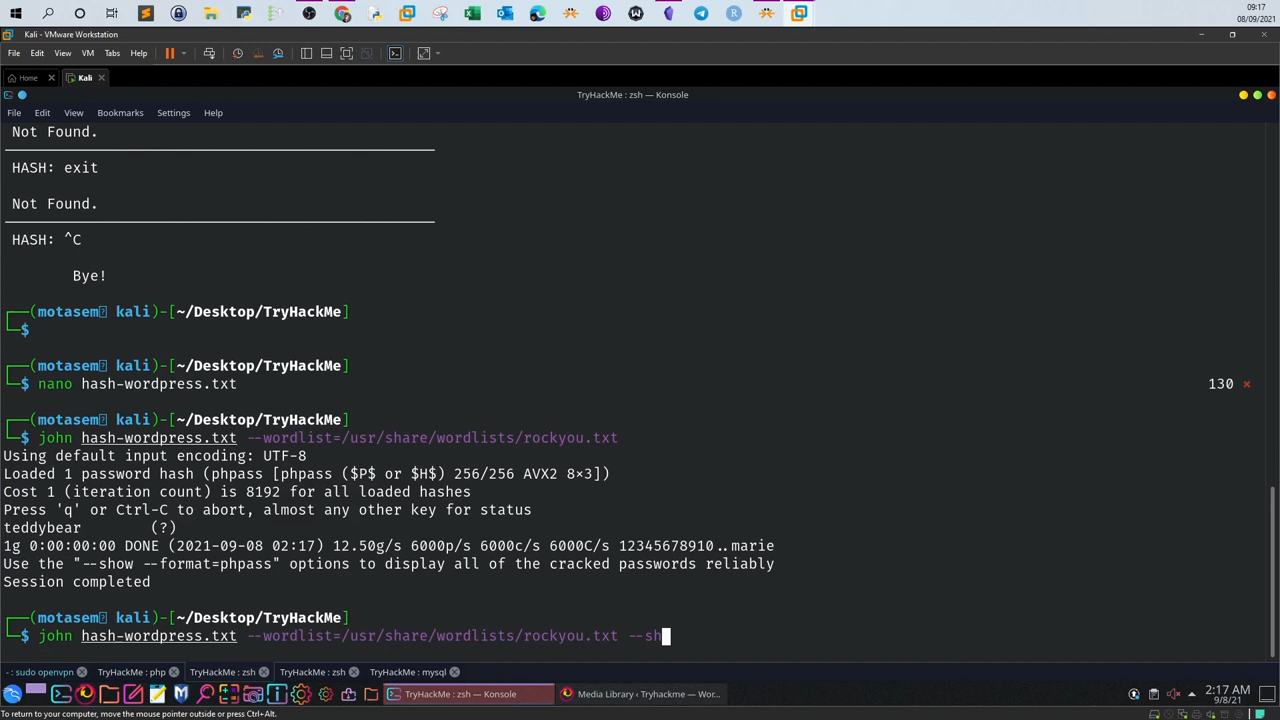 09:17
08/09/2021
Kali - VMware Workstation
File Edit View VM Tabs Help
Home Kali
TryHackMe : zsh — Konsole
File Edit View Bookmarks Settings Help
Not Found.
HASH: exit
Not Found.
HASH: ^C
Bye!
┌──(motasem kali)-[~/Desktop/TryHackMe]
└─$
┌──(motasem kali)-[~/Desktop/TryHackMe]
└─$ nano hash-wordpress.txt 130 ×
┌──(motasem kali)-[~/Desktop/TryHackMe]
└─$ john hash-wordpress.txt --wordlist=/usr/share/wordlists/rockyou.txt
Using default input encoding: UTF-8
Loaded 1 password hash (phpass [phpass ($P$ or $H$) 256/256 AVX2 8×3])
Cost 1 (iteration count) is 8192 for all loaded hashes
Press 'q' or Ctrl-C to abort, almost any other key for status
teddybear (?)
1g 0:00:00:00 DONE (2021-09-08 02:17) 12.50g/s 6000p/s 6000c/s 6000C/s 12345678910..marie
Use the "--show --format=phpass" options to display all of the cracked passwords reliably
Session completed
┌──(motasem kali)-[~/Desktop/TryHackMe]
└─$ john hash-wordpress.txt --wordlist=/usr/share/wordlists/rockyou.txt --sh
- : sudo openvpn TryHackMe : php TryHackMe : zsh TryHackMe : zsh TryHackMe : mysql
TryHackMe : zsh — Konsole Media Library ‹ Tryhackme — Wor... 2:17 AM
9/8/21
To return to your computer, move the mouse pointer outside or press Ctrl+Alt.